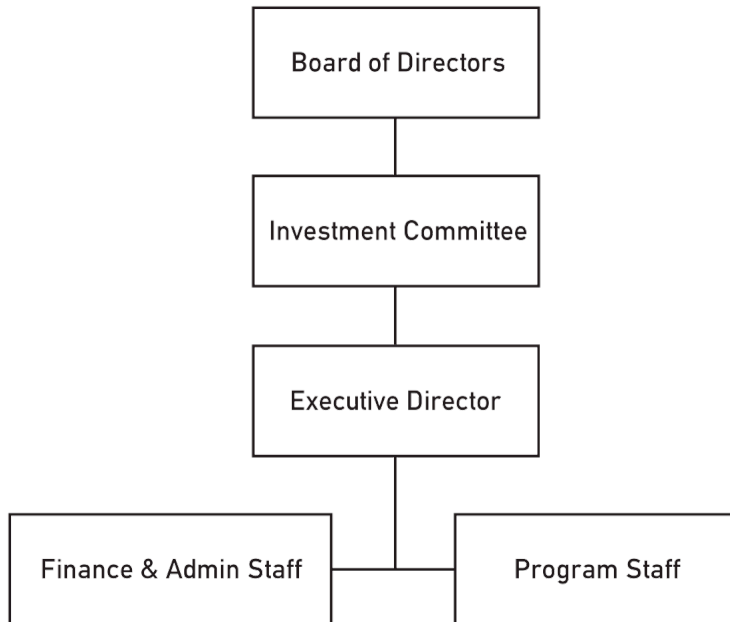 Board of Directors
Investment Committee
Executive Director
Finance & Admin Staff
Program Staff